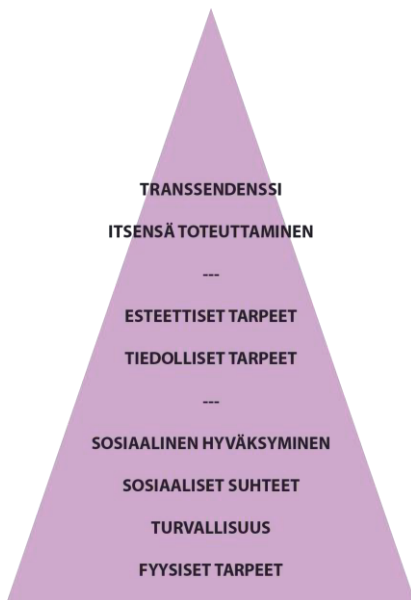 TRANSSENDENSSI
ITSENSÄ TOTEUTTAMINEN
---
ESTEETTISET TARPEET
TIEDOLLISET TARPEET
---
SOSIAALINEN HYVÄKSYMINEN
SOSIAALISET SUHTEET
TURVALLISUUS
FYYSISET TARPEET